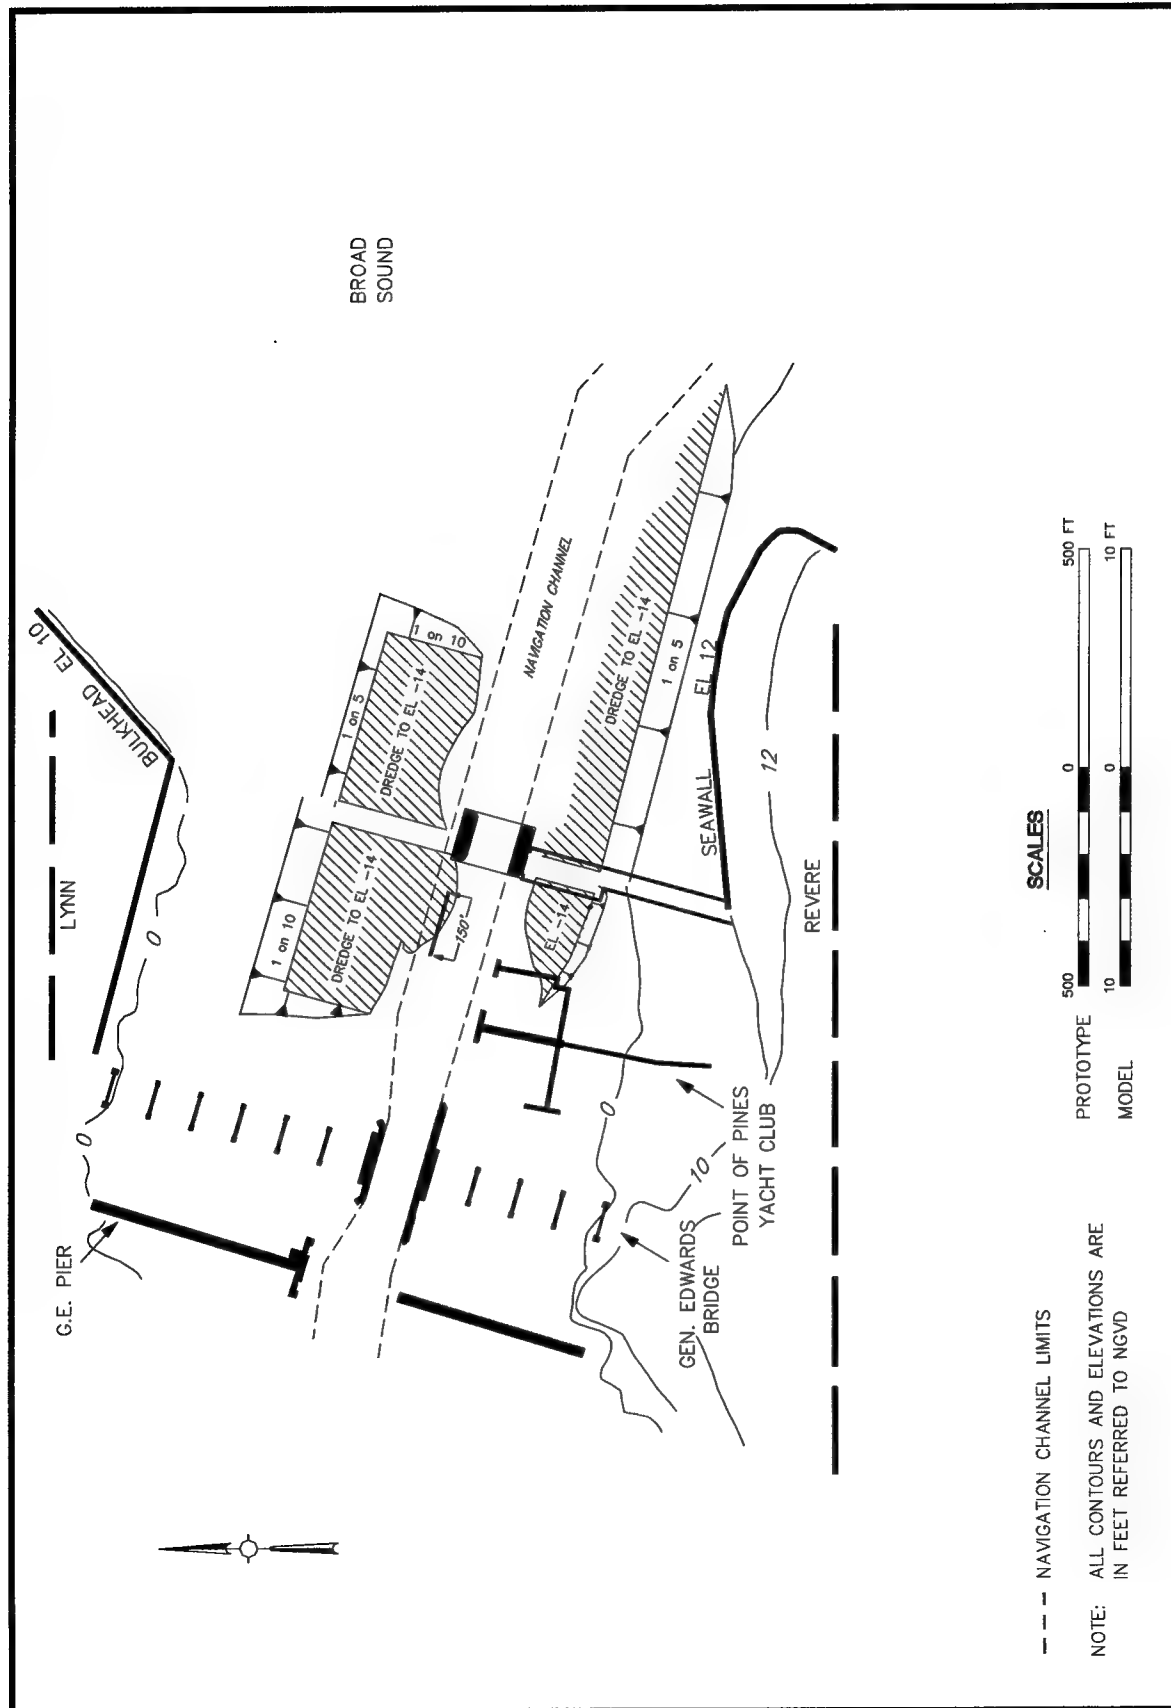 BULKHEAD EL 10
LYNN
BROAD
SOUND
G.E. PIER
0
0
1 on 10
DREDGE TO EL -14
1 on 5
DREDGE TO EL -14
1 on 10
150'
NAVIGATION CHANNEL
EL -14
DREDGE TO EL -14
1 on 5
SEAWALL EL 12
0
10
12
GEN. EDWARDS
BRIDGE
POINT OF PINES
YACHT CLUB
REVERE
SCALES
PROTOTYPE 500 0 500 FT
MODEL 10 0 10 FT
NAVIGATION CHANNEL LIMITS
NOTE: ALL CONTOURS AND ELEVATIONS ARE
IN FEET REFERRED TO NGVD